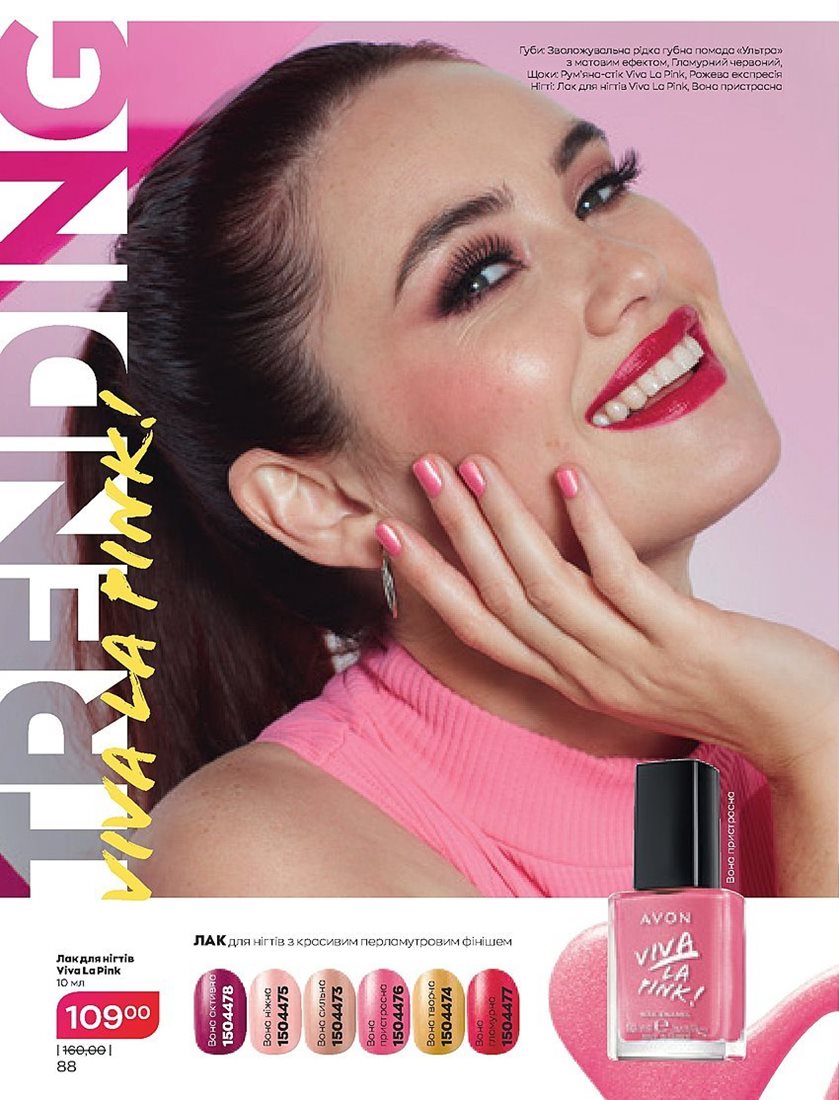 TRENDING
VIVA LA PINK!
Губи: Зволожувальна рідка губна помада «Ультра»
з матовим ефектом, Гламурний червоний,
Щоки: Рум'яна-стік Viva La Pink, Рожева експресія
Нігті: Лак для нігтів Viva La Pink, Вона пристрасна
Вона пристрасна
AVON
VIVA
LA
PINK!
NAIL ENAMEL
ЛАК для нігтів з красивим перламутровим фінішем
Лак для нігтів
Viva La Pink
10 мл
10900
|160,00|
88
Вона активна
1504478
Вона ніжна
1504475
Вона сильна
1504473
Вона пристрасна
1504476
Вона творча
1504474
Вона гламурна
1504477